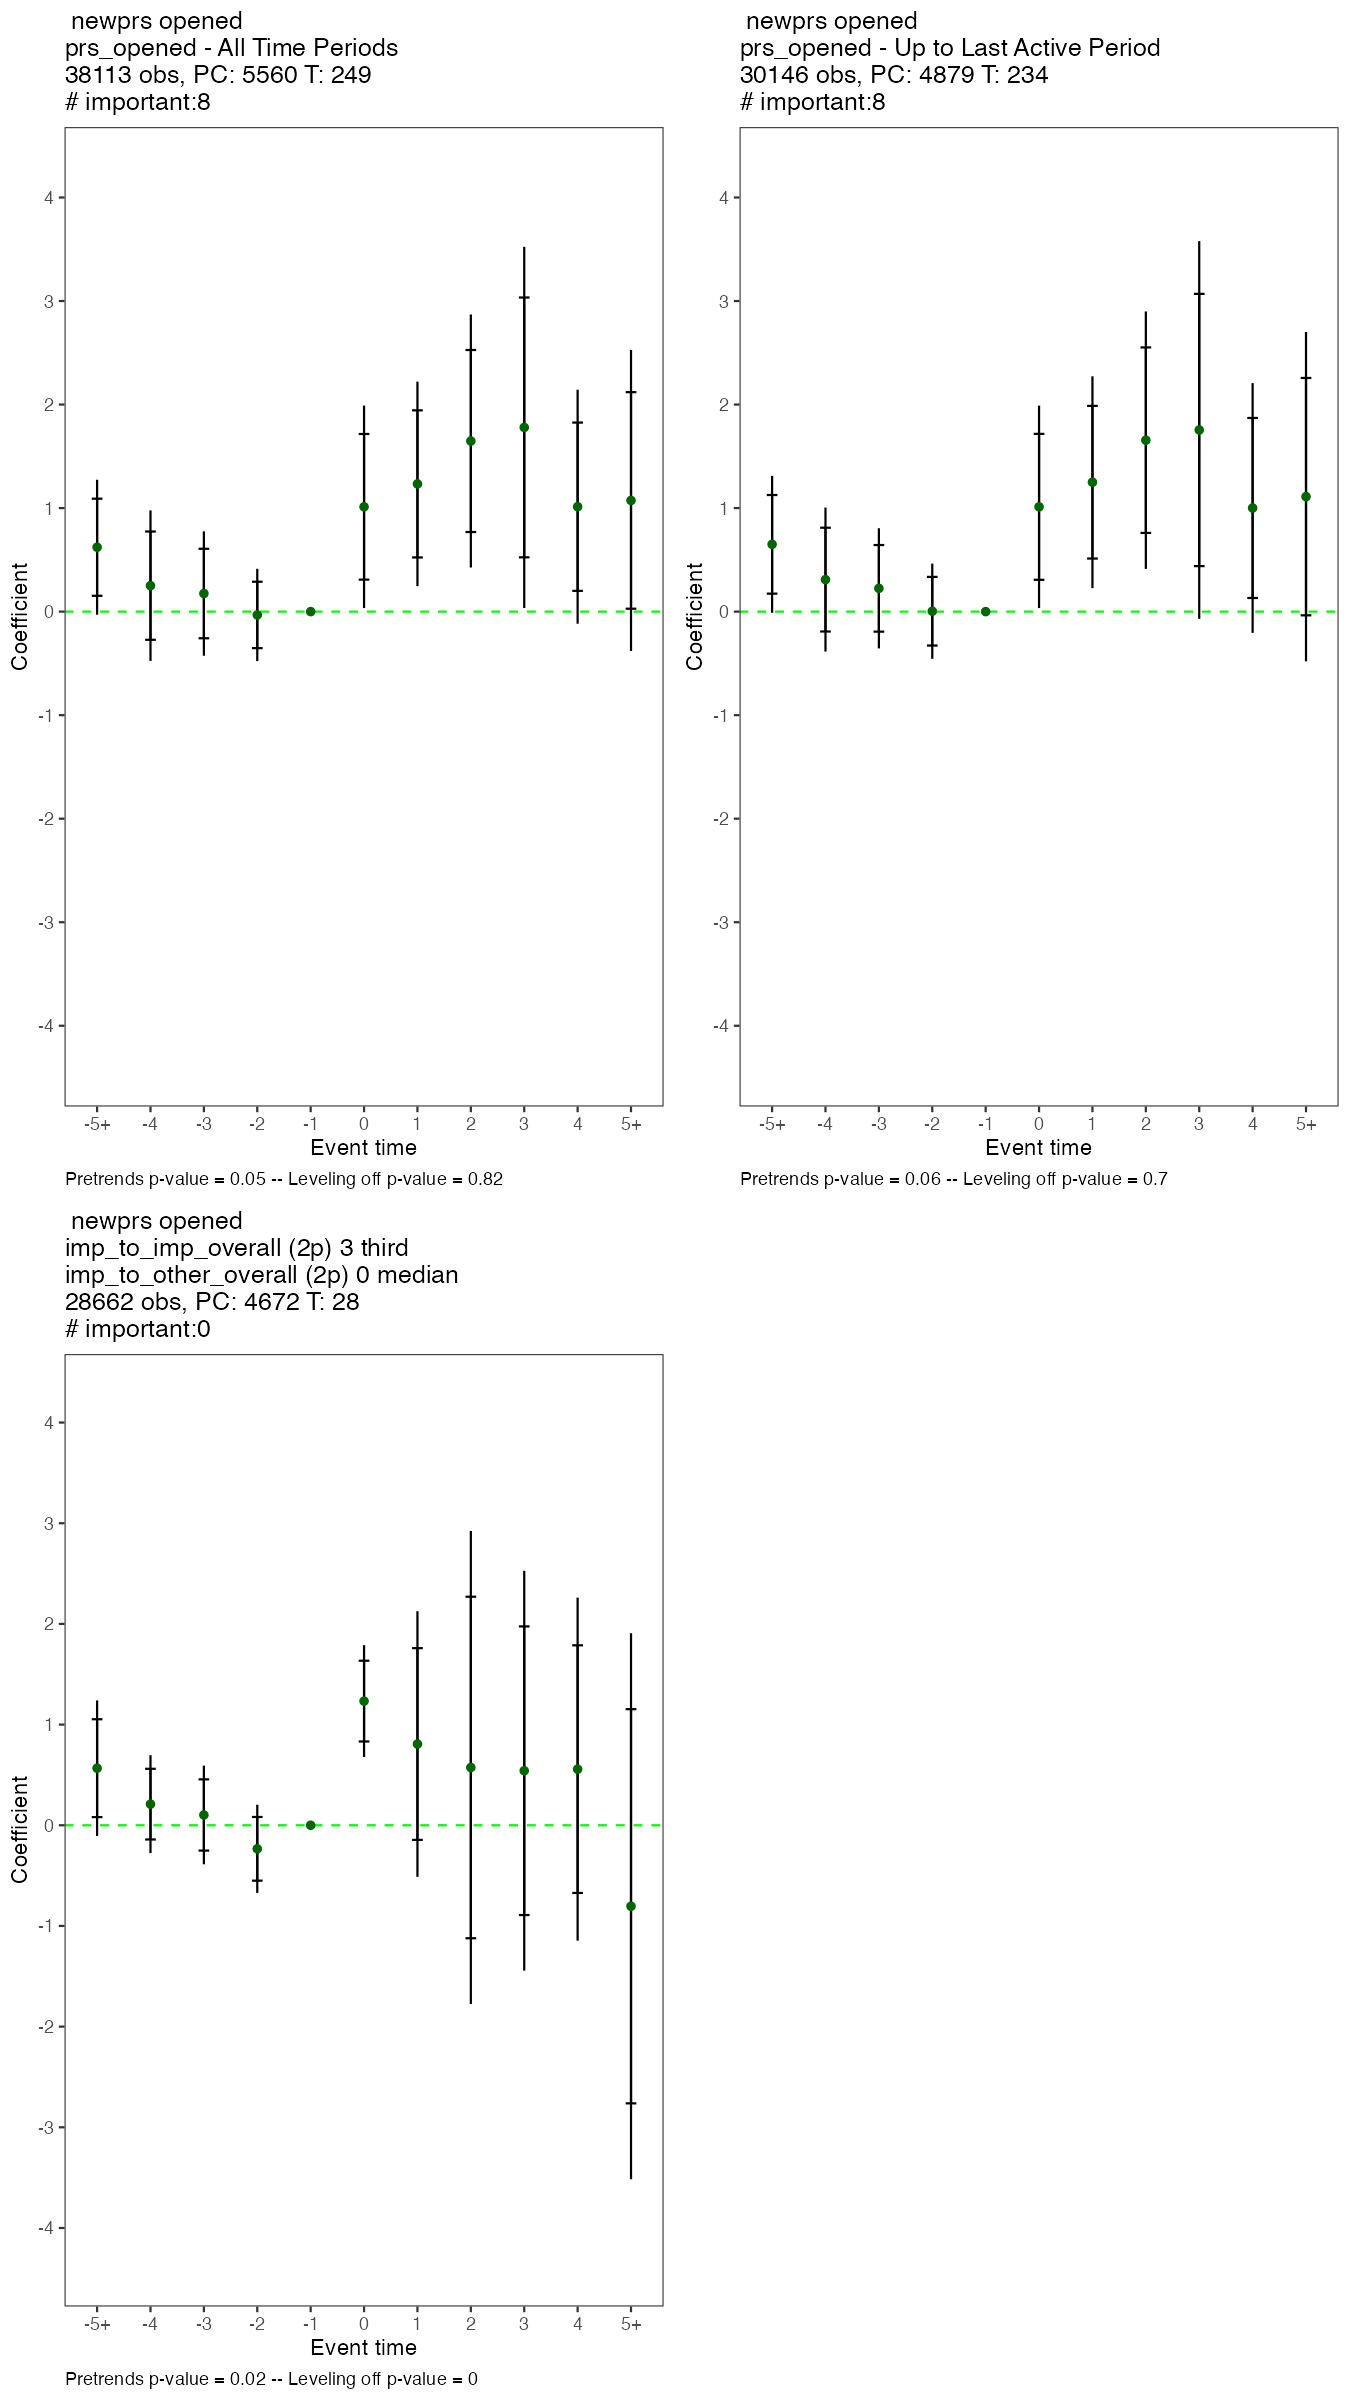 newprs opened
prs_opened - All Time Periods
38113 obs, PC: 5560 T: 249
# important:8
4
3
2
1
0
-1
-2
-3
-4
Coefficient
-5+ -4 -3 -2 -1 0 1 2 3 4 5+
Event time
Pretrends p-value = 0.05 -- Leveling off p-value = 0.82
newprs opened
prs_opened - Up to Last Active Period
30146 obs, PC: 4879 T: 234
# important:8
4
3
2
1
0
-1
-2
-3
-4
Coefficient
-5+ -4 -3 -2 -1 0 1 2 3 4 5+
Event time
Pretrends p-value = 0.06 -- Leveling off p-value = 0.7
newprs opened
imp_to_imp_overall (2p) 3 third
imp_to_other_overall (2p) 0 median
28662 obs, PC: 4672 T: 28
# important:0
4
3
2
1
0
-1
-2
-3
-4
Coefficient
-5+ -4 -3 -2 -1 0 1 2 3 4 5+
Event time
Pretrends p-value = 0.02 -- Leveling off p-value = 0